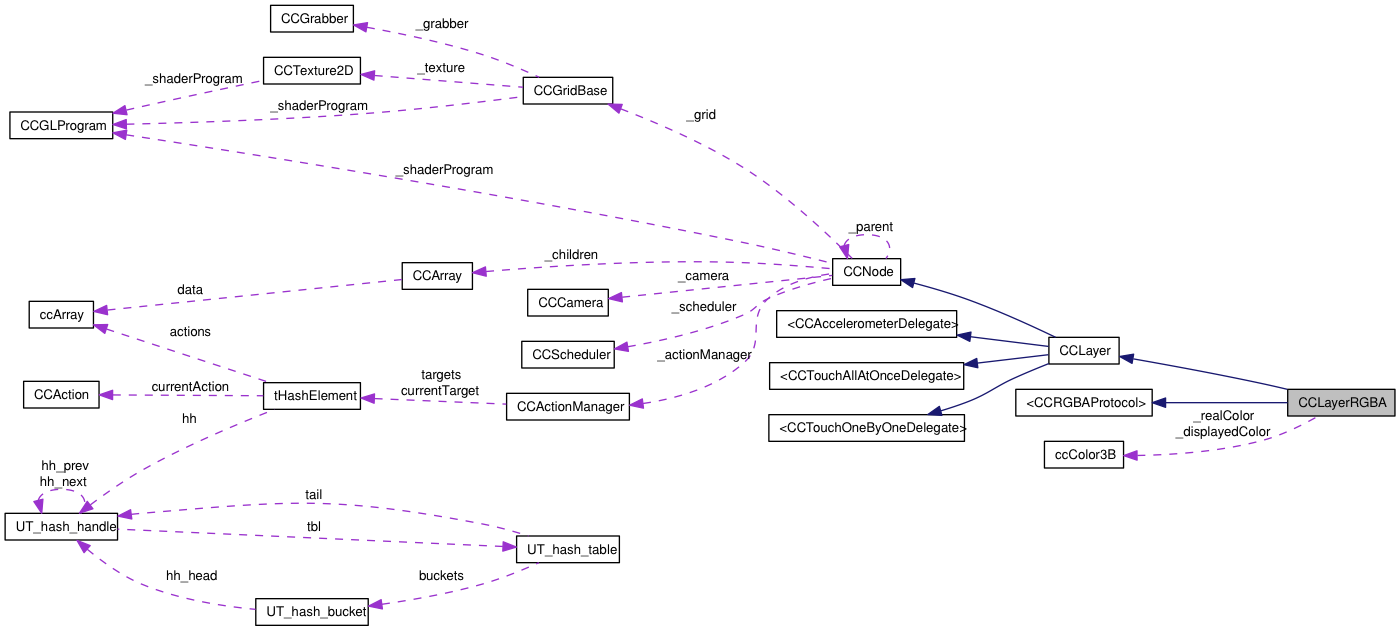 CCGrabber
_grabber
CCTexture2D
_texture
_shaderProgram
CCGridBase
_shaderProgram
CCGLProgram
_grid
_shaderProgram
_parent
_children
CCNode
CCArray
_camera
data
CCCamera
_scheduler
ccArray
<CCAccelerometerDelegate>
actions
CCLayer
CCScheduler
_actionManager
targets
<CCTouchAllAtOnceDelegate>
currentAction
currentTarget
CCAction
tHashElement
CCActionManager
<CCRGBAProtocol>
CCLayerRGBA
hh
_realColor
<CCTouchOneByOneDelegate>
_displayedColor
ccColor3B
hh_prev
hh_next
tail
UT_hash_handle
tbl
UT_hash_table
hh_head
buckets
UT_hash_bucket